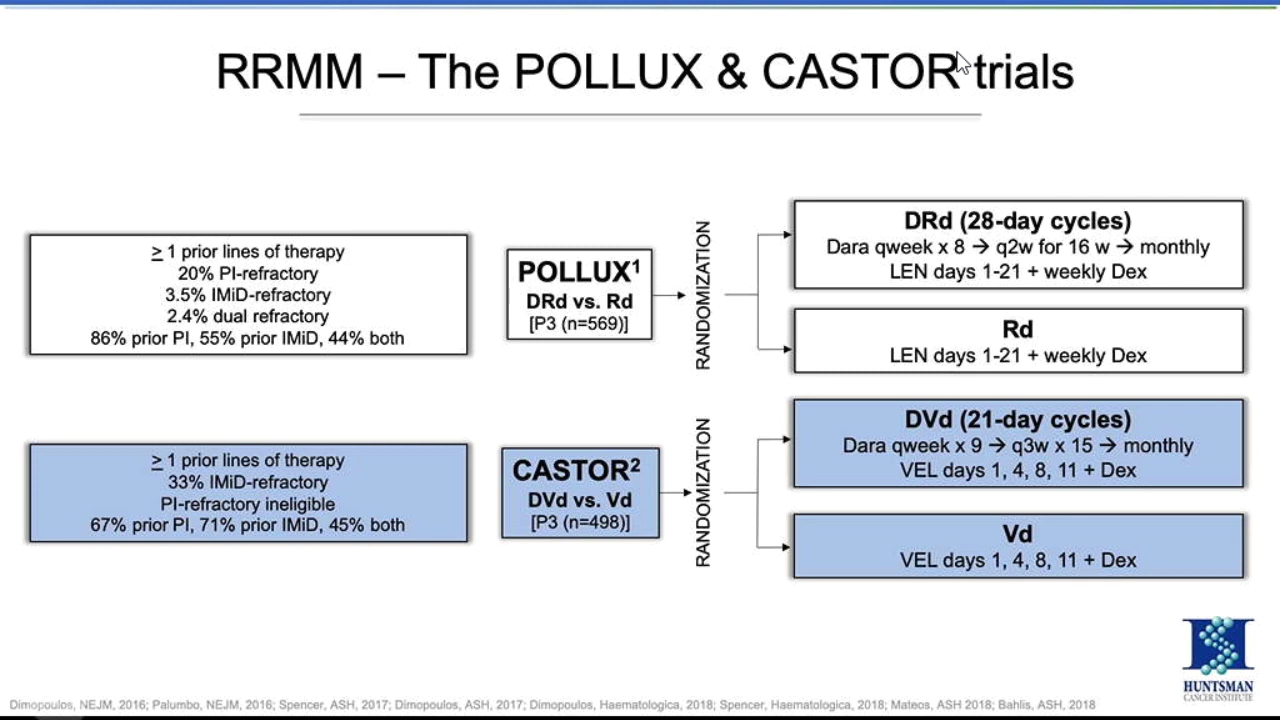 RRMM – The POLLUX & CASTOR trials
≥ 1 prior lines of therapy
20% PI-refractory
3.5% IMiD-refractory
2.4% dual refractory
86% prior PI, 55% prior IMiD, 44% both
POLLUX¹
DRd vs. Rd
[P3 (n=569)]
RANDOMIZATION
DRd (28-day cycles)
Dara qweek x 8 → q2w for 16 w → monthly
LEN days 1-21 + weekly Dex
Rd
LEN days 1-21 + weekly Dex
≥ 1 prior lines of therapy
33% IMiD-refractory
PI-refractory ineligible
67% prior PI, 71% prior IMiD, 45% both
CASTOR²
DVd vs. Vd
[P3 (n=498)]
RANDOMIZATION
DVd (21-day cycles)
Dara qweek x 9 → q3w x 15 → monthly
VEL days 1, 4, 8, 11 + Dex
Vd
VEL days 1, 4, 8, 11 + Dex
HUNTSMAN
CANCER INSTITUTE
Dimopoulos, NEJM, 2016; Palumbo, NEJM, 2016; Spencer, ASH, 2017; Dimopoulos, ASH, 2017; Dimopoulos, Haematologica, 2018; Spencer, Haematologica, 2018; Mateos, ASH 2018; Bahlis, ASH, 2018